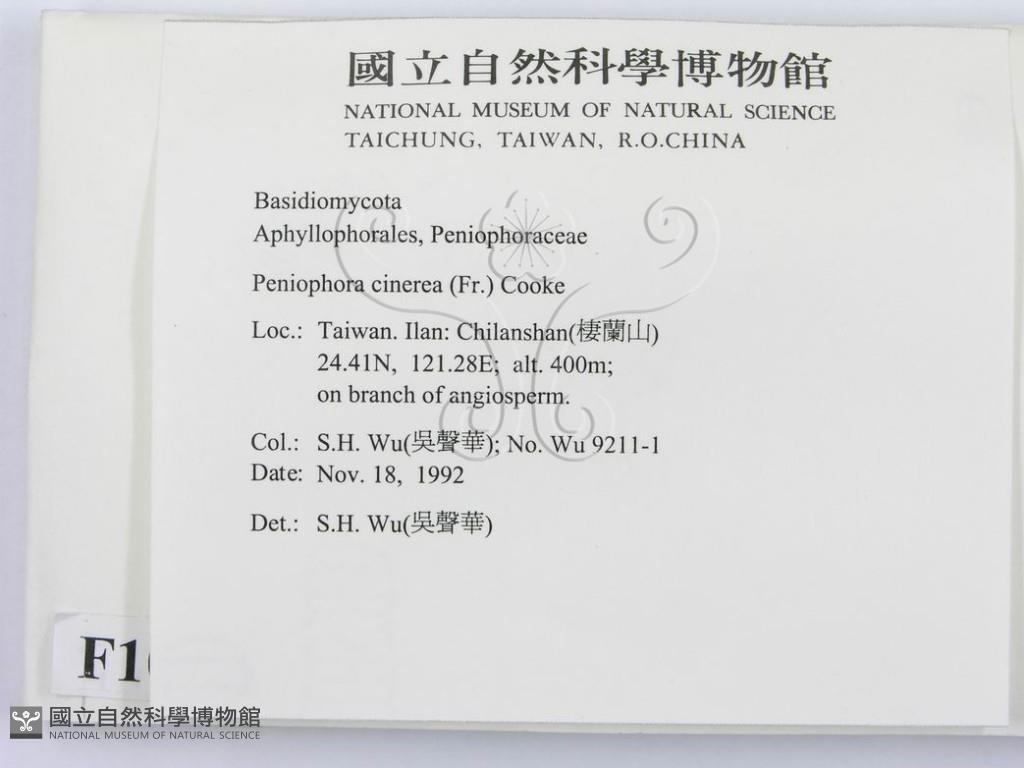 國立自然科學博物館
NATIONAL MUSEUM OF NATURAL SCIENCE
TAICHUNG, TAIWAN, R.O.CHINA
Basidiomycota
Aphyllophorales, Peniophoraceae
Peniophora cinerea (Fr.) Cooke
Loc.: Taiwan. Ilan: Chilanshan(棲蘭山)
24.41N, 121.28E; alt. 400m;
on branch of angiosperm.
Col.: S.H. Wu(吳聲華); No. Wu 9211-1
Date: Nov. 18, 1992
Det.: S.H. Wu(吳聲華)
F1
國立自然科學博物館
NATIONAL MUSEUM OF NATURAL SCIENCE